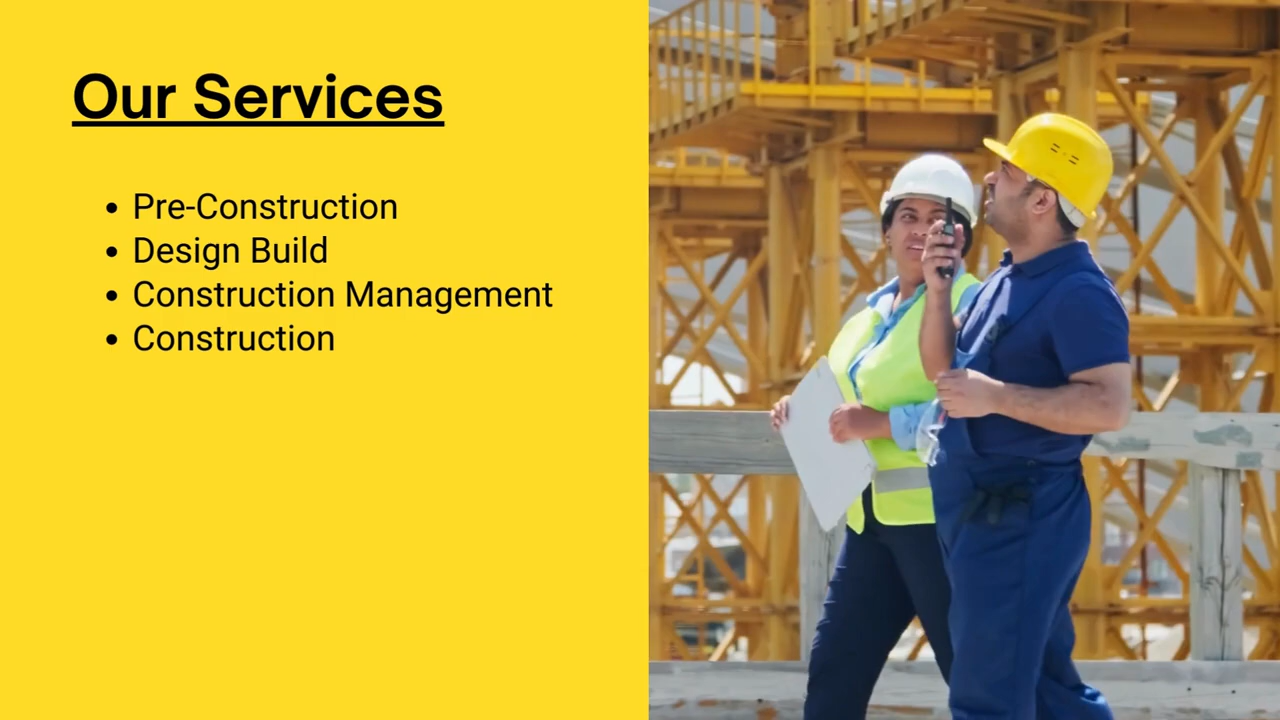 Our Services
• Pre-Construction
• Design Build
• Construction Management
• Construction